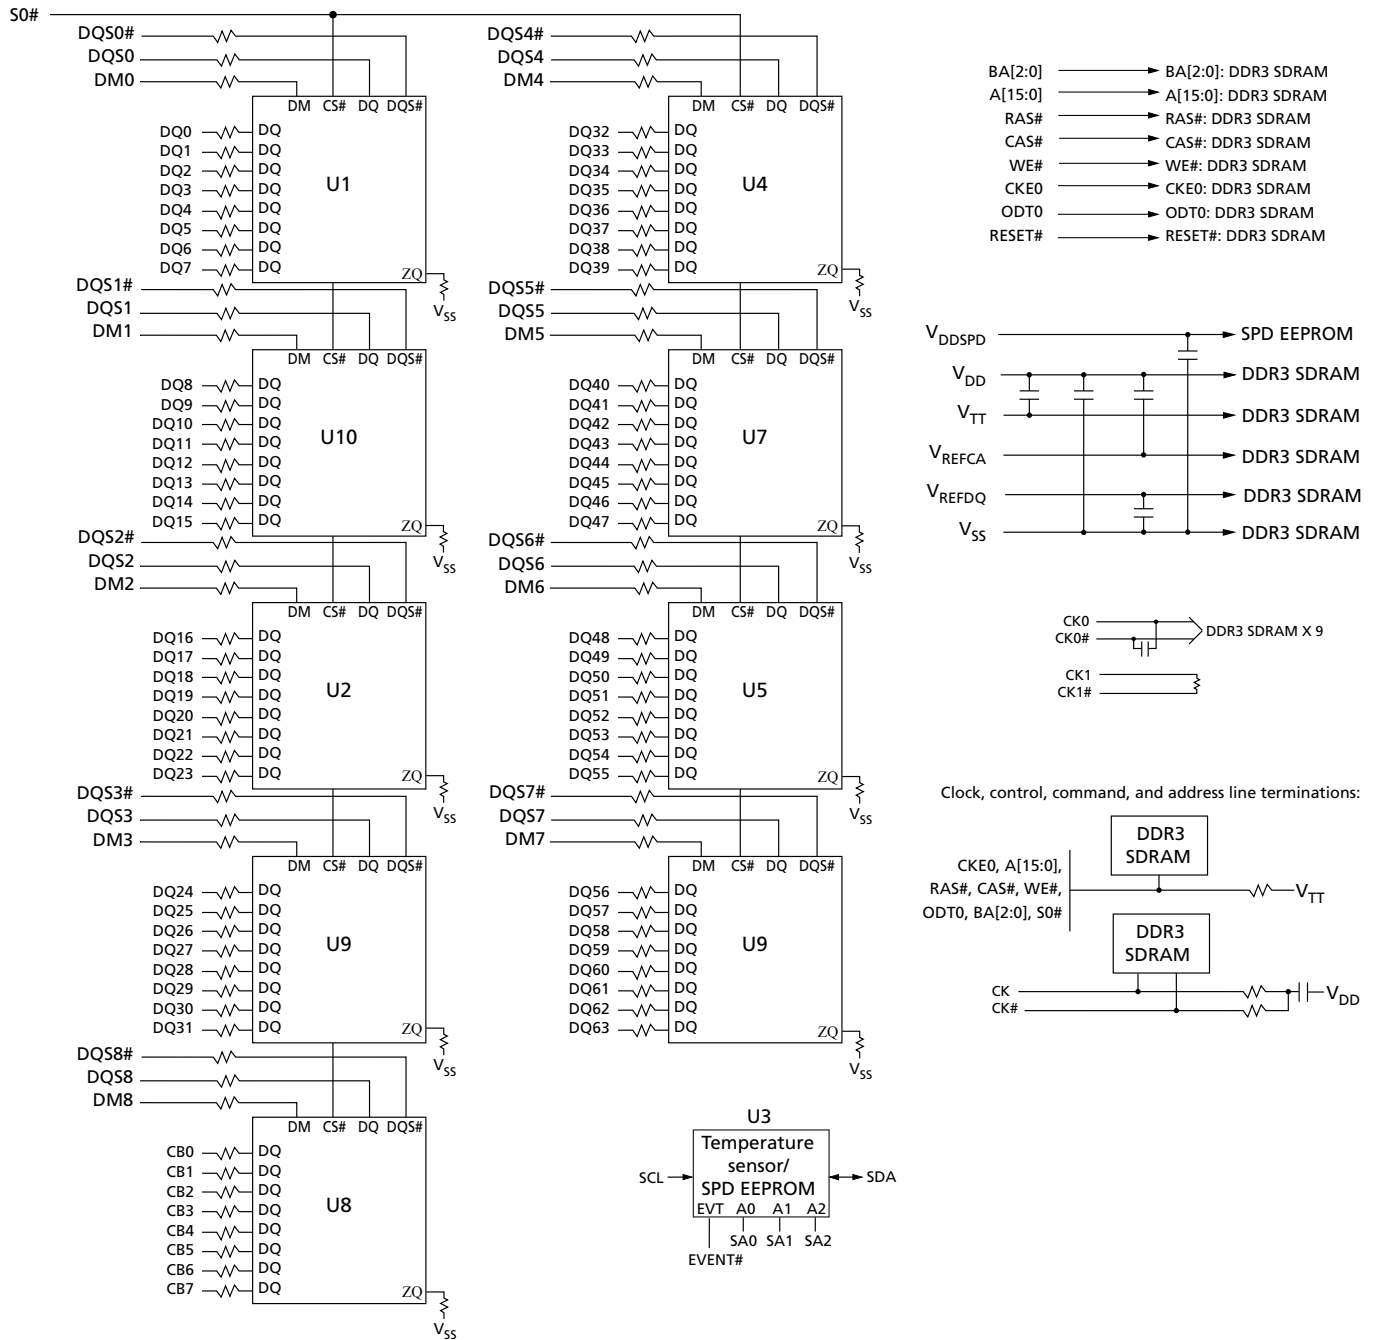 S0#
DQS0#
DQS0
DM0
DM CS# DQ DQS#
DQ0 DQ
DQ1 DQ
DQ2 DQ
DQ3 DQ
DQ4 DQ
DQ5 DQ
DQ6 DQ
DQ7 DQ
U1
ZQ
VSS
DQS1#
DQS1
DM1
DM CS# DQ DQS#
DQ8 DQ
DQ9 DQ
DQ10 DQ
DQ11 DQ
DQ12 DQ
DQ13 DQ
DQ14 DQ
DQ15 DQ
U10
ZQ
VSS
DQS2#
DQS2
DM2
DM CS# DQ DQS#
DQ16 DQ
DQ17 DQ
DQ18 DQ
DQ19 DQ
DQ20 DQ
DQ21 DQ
DQ22 DQ
DQ23 DQ
U2
ZQ
VSS
DQS3#
DQS3
DM3
DM CS# DQ DQS#
DQ24 DQ
DQ25 DQ
DQ26 DQ
DQ27 DQ
DQ28 DQ
DQ29 DQ
DQ30 DQ
DQ31 DQ
U9
ZQ
VSS
DQS8#
DQS8
DM8
DM CS# DQ DQS#
CB0 DQ
CB1 DQ
CB2 DQ
CB3 DQ
CB4 DQ
CB5 DQ
CB6 DQ
CB7 DQ
U8
ZQ
VSS
DQS4#
DQS4
DM4
DM CS# DQ DQS#
DQ32 DQ
DQ33 DQ
DQ34 DQ
DQ35 DQ
DQ36 DQ
DQ37 DQ
DQ38 DQ
DQ39 DQ
U4
ZQ
VSS
DQS5#
DQS5
DM5
DM CS# DQ DQS#
DQ40 DQ
DQ41 DQ
DQ42 DQ
DQ43 DQ
DQ44 DQ
DQ45 DQ
DQ46 DQ
DQ47 DQ
U7
ZQ
VSS
DQS6#
DQS6
DM6
DM CS# DQ DQS#
DQ48 DQ
DQ49 DQ
DQ50 DQ
DQ51 DQ
DQ52 DQ
DQ53 DQ
DQ54 DQ
DQ55 DQ
U5
ZQ
VSS
DQS7#
DQS7
DM7
DM CS# DQ DQS#
DQ56 DQ
DQ57 DQ
DQ58 DQ
DQ59 DQ
DQ60 DQ
DQ61 DQ
DQ62 DQ
DQ63 DQ
U9
ZQ
VSS
U3
Temperature
sensor/
SPD EEPROM
SCL SDA
EVT A0 A1 A2
SA0 SA1 SA2
EVENT#
BA[2:0] BA[2:0]: DDR3 SDRAM
A[15:0] A[15:0]: DDR3 SDRAM
RAS# RAS#: DDR3 SDRAM
CAS# CAS#: DDR3 SDRAM
WE# WE#: DDR3 SDRAM
CKE0 CKE0: DDR3 SDRAM
ODT0 ODT0: DDR3 SDRAM
RESET# RESET#: DDR3 SDRAM
VDDSPD SPD EEPROM
VDD DDR3 SDRAM
VTT DDR3 SDRAM
VREFCA DDR3 SDRAM
VREFDQ DDR3 SDRAM
VSS DDR3 SDRAM
CK0
CK0#
DDR3 SDRAM X 9
CK1
CK1#
Clock, control, command, and address line terminations:
DDR3
SDRAM
CKE0, A[15:0],
RAS#, CAS#, WE#,
ODT0, BA[2:0], S0#
VTT
DDR3
SDRAM
CK
CK#
VDD